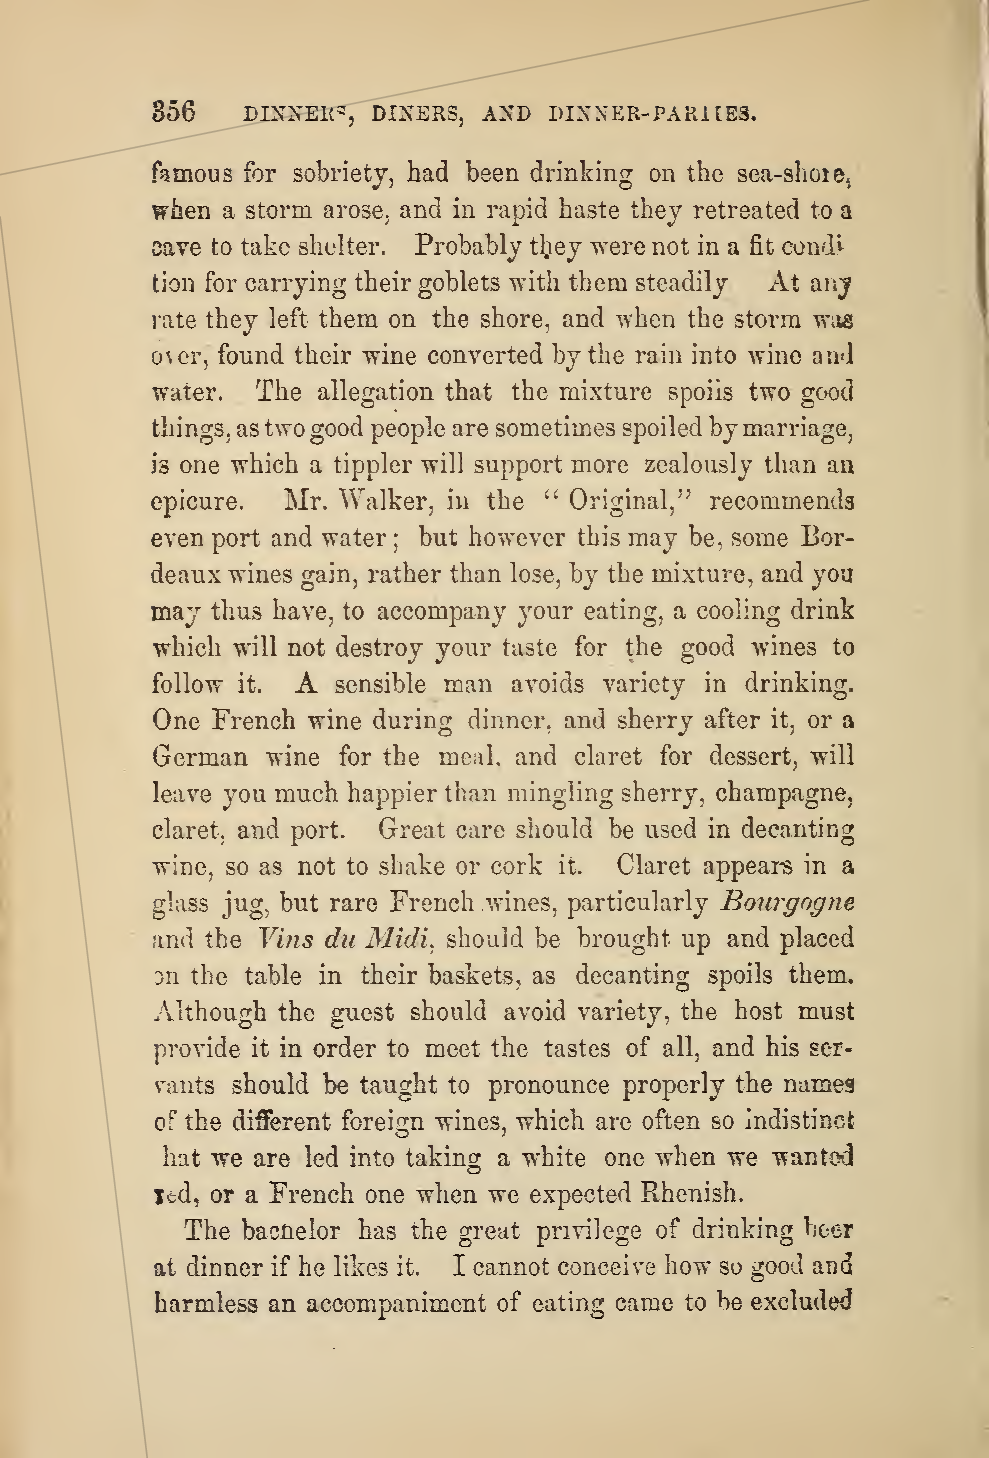 356 DINNERS, DINERS, AND DINNER-PARTIES.
famous for sobriety, had been drinking on the sea-shore,
when a storm arose, and in rapid haste they retreated to a
cave to take shelter. Probably they were not in a fit condi-
tion for carrying their goblets with them steadily At any
rate they left them on the shore, and when the storm was
over, found their wine converted by the rain into wine and
water. The allegation that the mixture spoils two good
things, as two good people are sometimes spoiled by marriage,
is one which a tippler will support more zealously than an
epicure. Mr. Walker, in the “ Original,” recommends
even port and water ; but however this may be, some Bor-
deaux wines gain, rather than lose, by the mixture, and you
may thus have, to accompany your eating, a cooling drink
which will not destroy your taste for the good wines to
follow it. A sensible man avoids variety in drinking.
One French wine during dinner, and sherry after it, or a
German wine for the meal, and claret for dessert, will
leave you much happier than mingling sherry, champagne,
claret, and port. Great care should be used in decanting
wine, so as not to shake or cork it. Claret appears in a
glass jug, but rare French wines, particularly Bourgogne
and the Vins du Midi, should be brought up and placed
on the table in their baskets, as decanting spoils them.
Although the guest should avoid variety, the host must
provide it in order to meet the tastes of all, and his ser-
vants should be taught to pronounce properly the names
of the different foreign wines, which are often so indistinct
hat we are led into taking a white one when we wanted
red, or a French one when we expected Rhenish.
The bachelor has the great privilege of drinking beer
at dinner if he likes it. I cannot conceive how so good and
harmless an accompaniment of eating came to be excluded